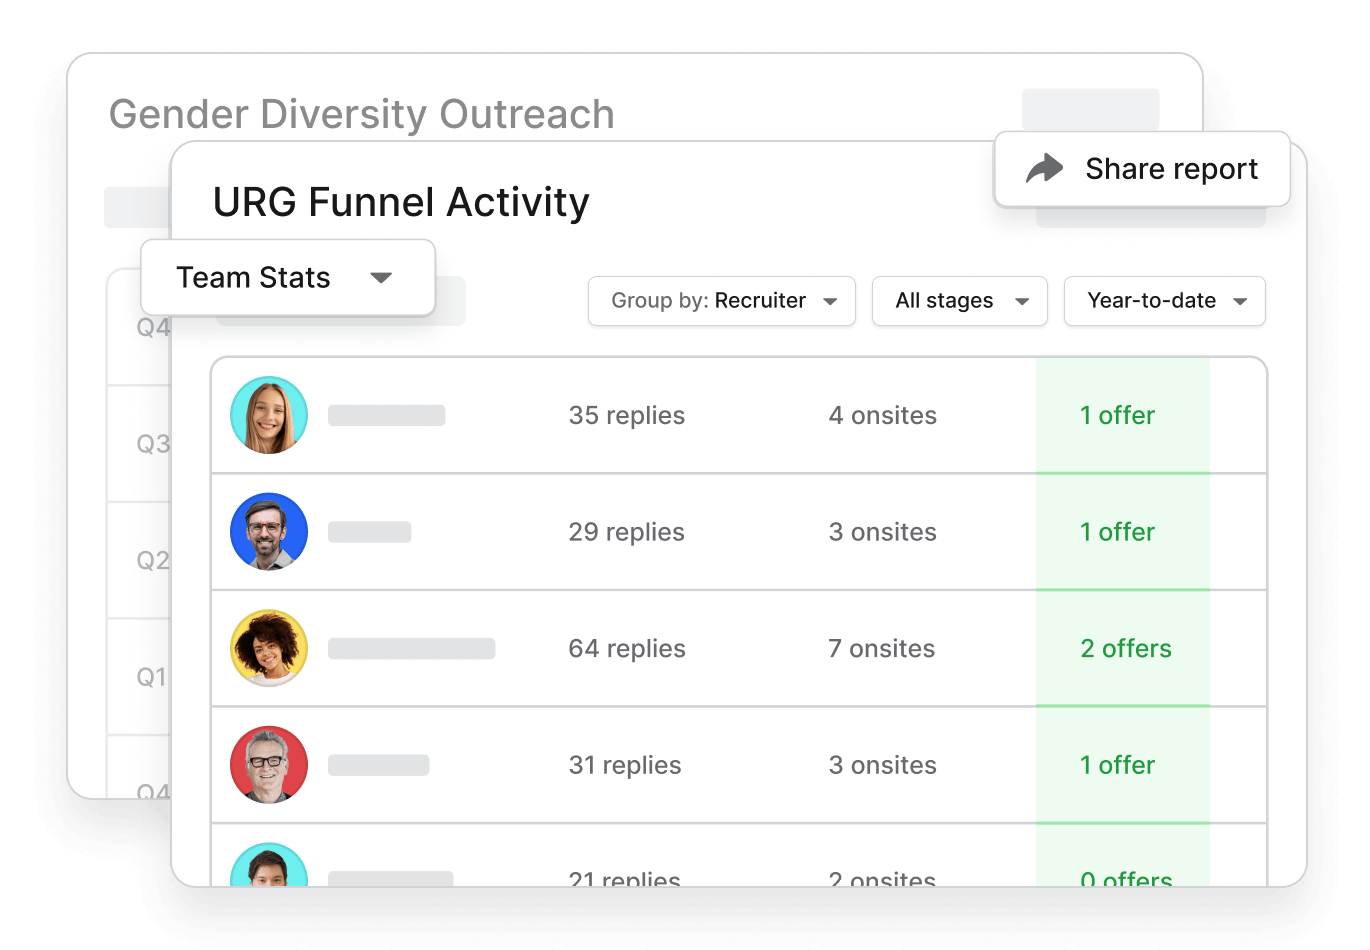 Gender Diversity Outreach
Share report
URG Funnel Activity
Team Stats
Group by: Recruiter
All stages
Year-to-date
Q4
Q3
Q2
Q1
Q4
35 replies 4 onsites 1 offer
29 replies 3 onsites 1 offer
64 replies 7 onsites 2 offers
31 replies 3 onsites 1 offer
21 replies 2 onsites 0 offers